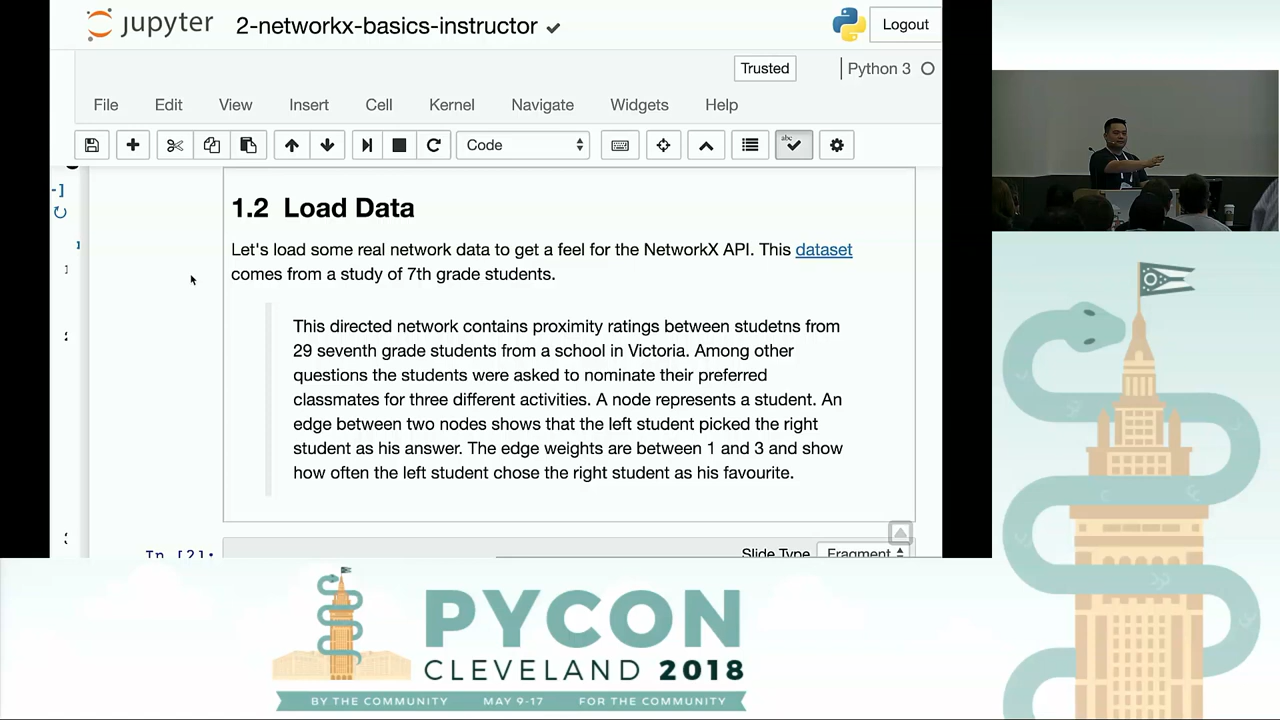 jupyter 2-networkx-basics-instructor Logout
Trusted Python 3
File Edit View Insert Cell Kernel Navigate Widgets Help
Code
1.2 Load Data
Let's load some real network data to get a feel for the NetworkX API. This dataset
comes from a study of 7th grade students.
This directed network contains proximity ratings between studetns from
29 seventh grade students from a school in Victoria. Among other
questions the students were asked to nominate their preferred
classmates for three different activities. A node represents a student. An
edge between two nodes shows that the left student picked the right
student as his answer. The edge weights are between 1 and 3 and show
how often the left student chose the right student as his favourite.
In [2]: Slide Type Fragment
PYCON
CLEVELAND 2018
BY THE COMMUNITY MAY 9-17 FOR THE COMMUNITY